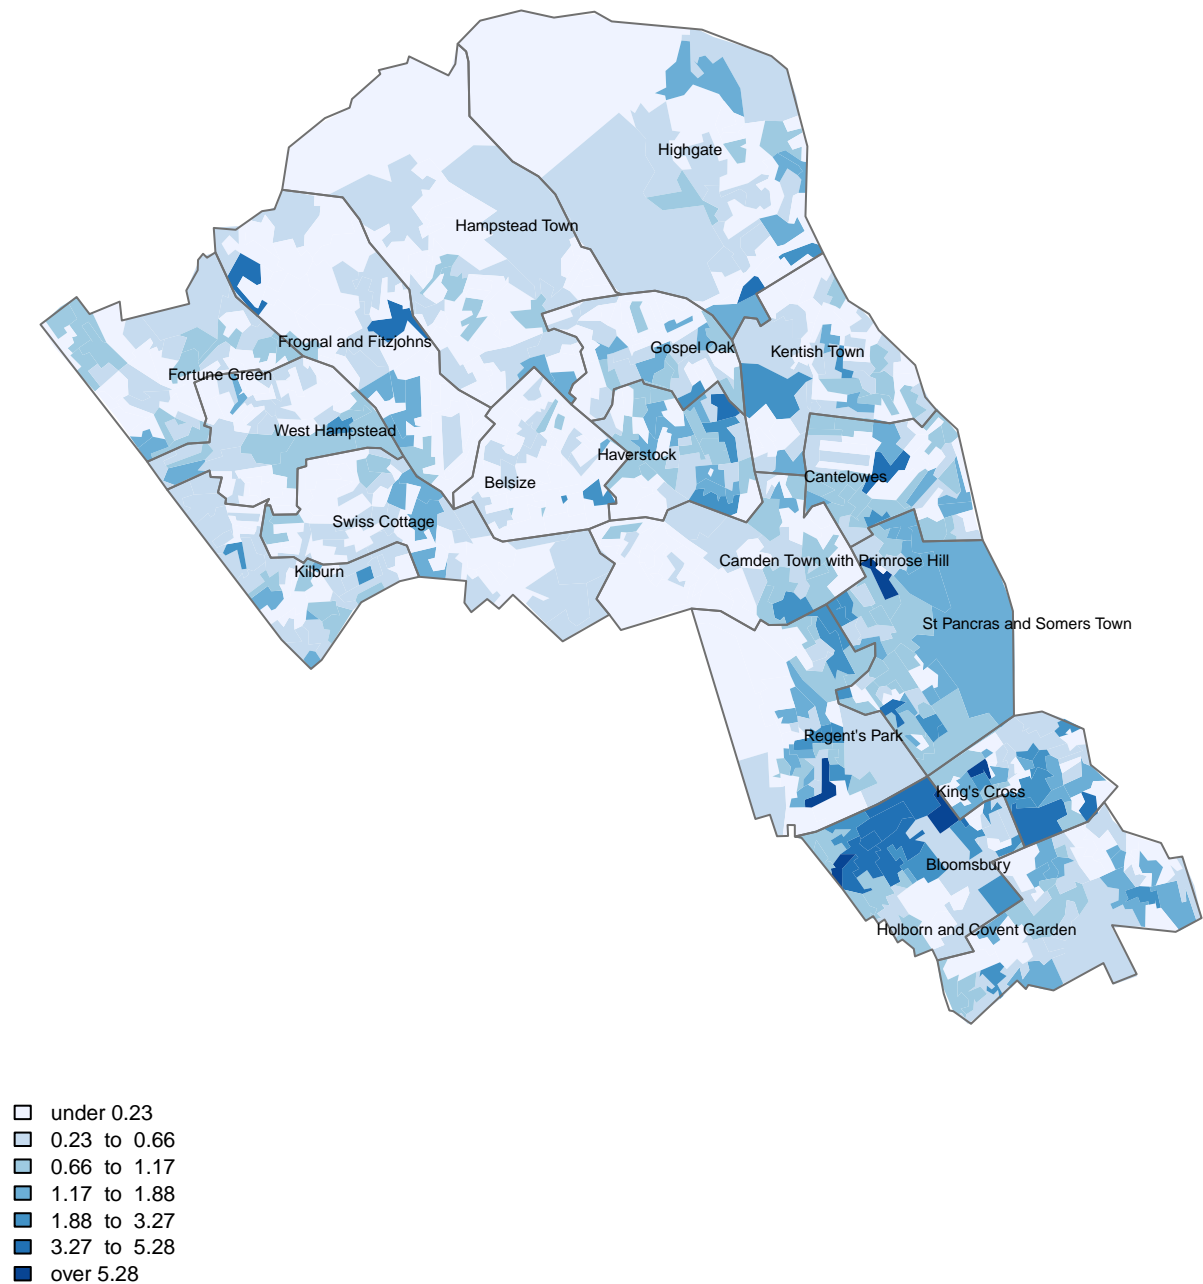 Highgate
Hampstead Town
Frognal and Fitzjohns
Gospel Oak
Kentish Town
Fortune Green
West Hampstead
Haverstock
Cantelowes
Belsize
Swiss Cottage
Camden Town with Primrose Hill
Kilburn
St Pancras and Somers Town
Regent's Park
King's Cross
Bloomsbury
Holborn and Covent Garden
under 0.23
0.23 to 0.66
0.66 to 1.17
1.17 to 1.88
1.88 to 3.27
3.27 to 5.28
over 5.28